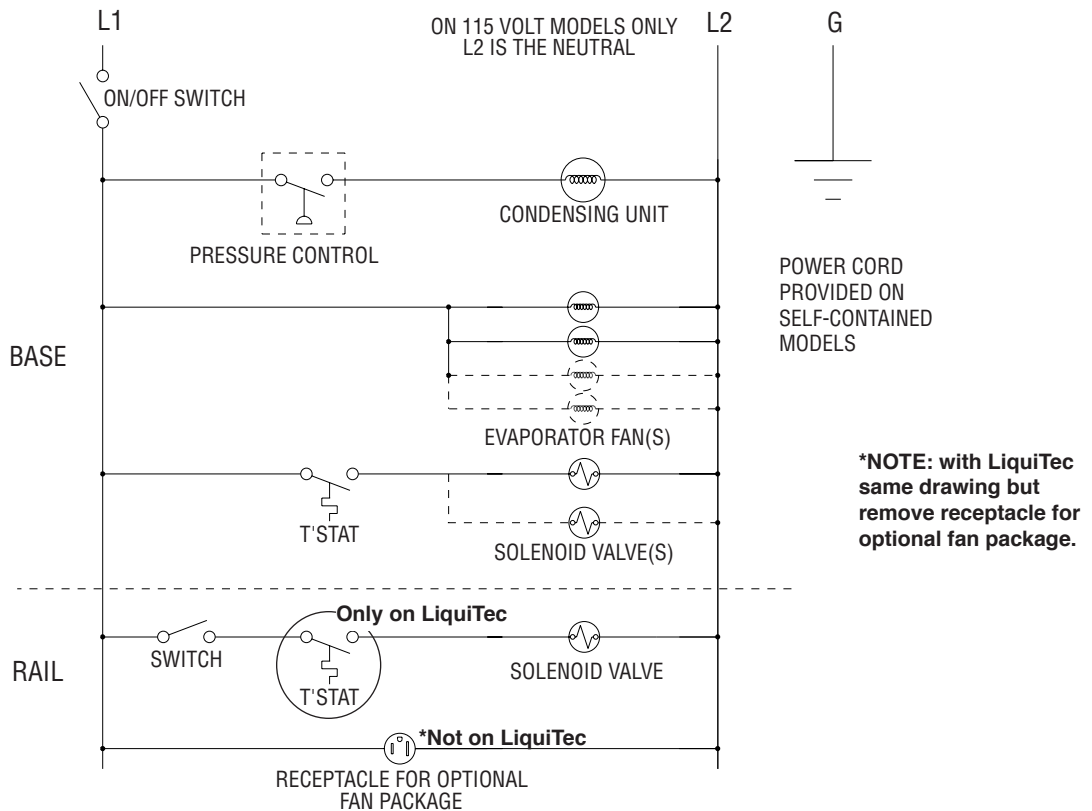 L1
ON 115 VOLT MODELS ONLY
L2 IS THE NEUTRAL
L2
G
ON/OFF SWITCH
CONDENSING UNIT
PRESSURE CONTROL
POWER CORD
PROVIDED ON
SELF-CONTAINED
MODELS
BASE
EVAPORATOR FAN(S)
*NOTE: with LiquiTec
same drawing but
remove receptacle for
optional fan package.
T'STAT
SOLENOID VALVE(S)
Only on LiquiTec
SWITCH
RAIL
T'STAT
SOLENOID VALVE
*Not on LiquiTec
RECEPTACLE FOR OPTIONAL
FAN PACKAGE